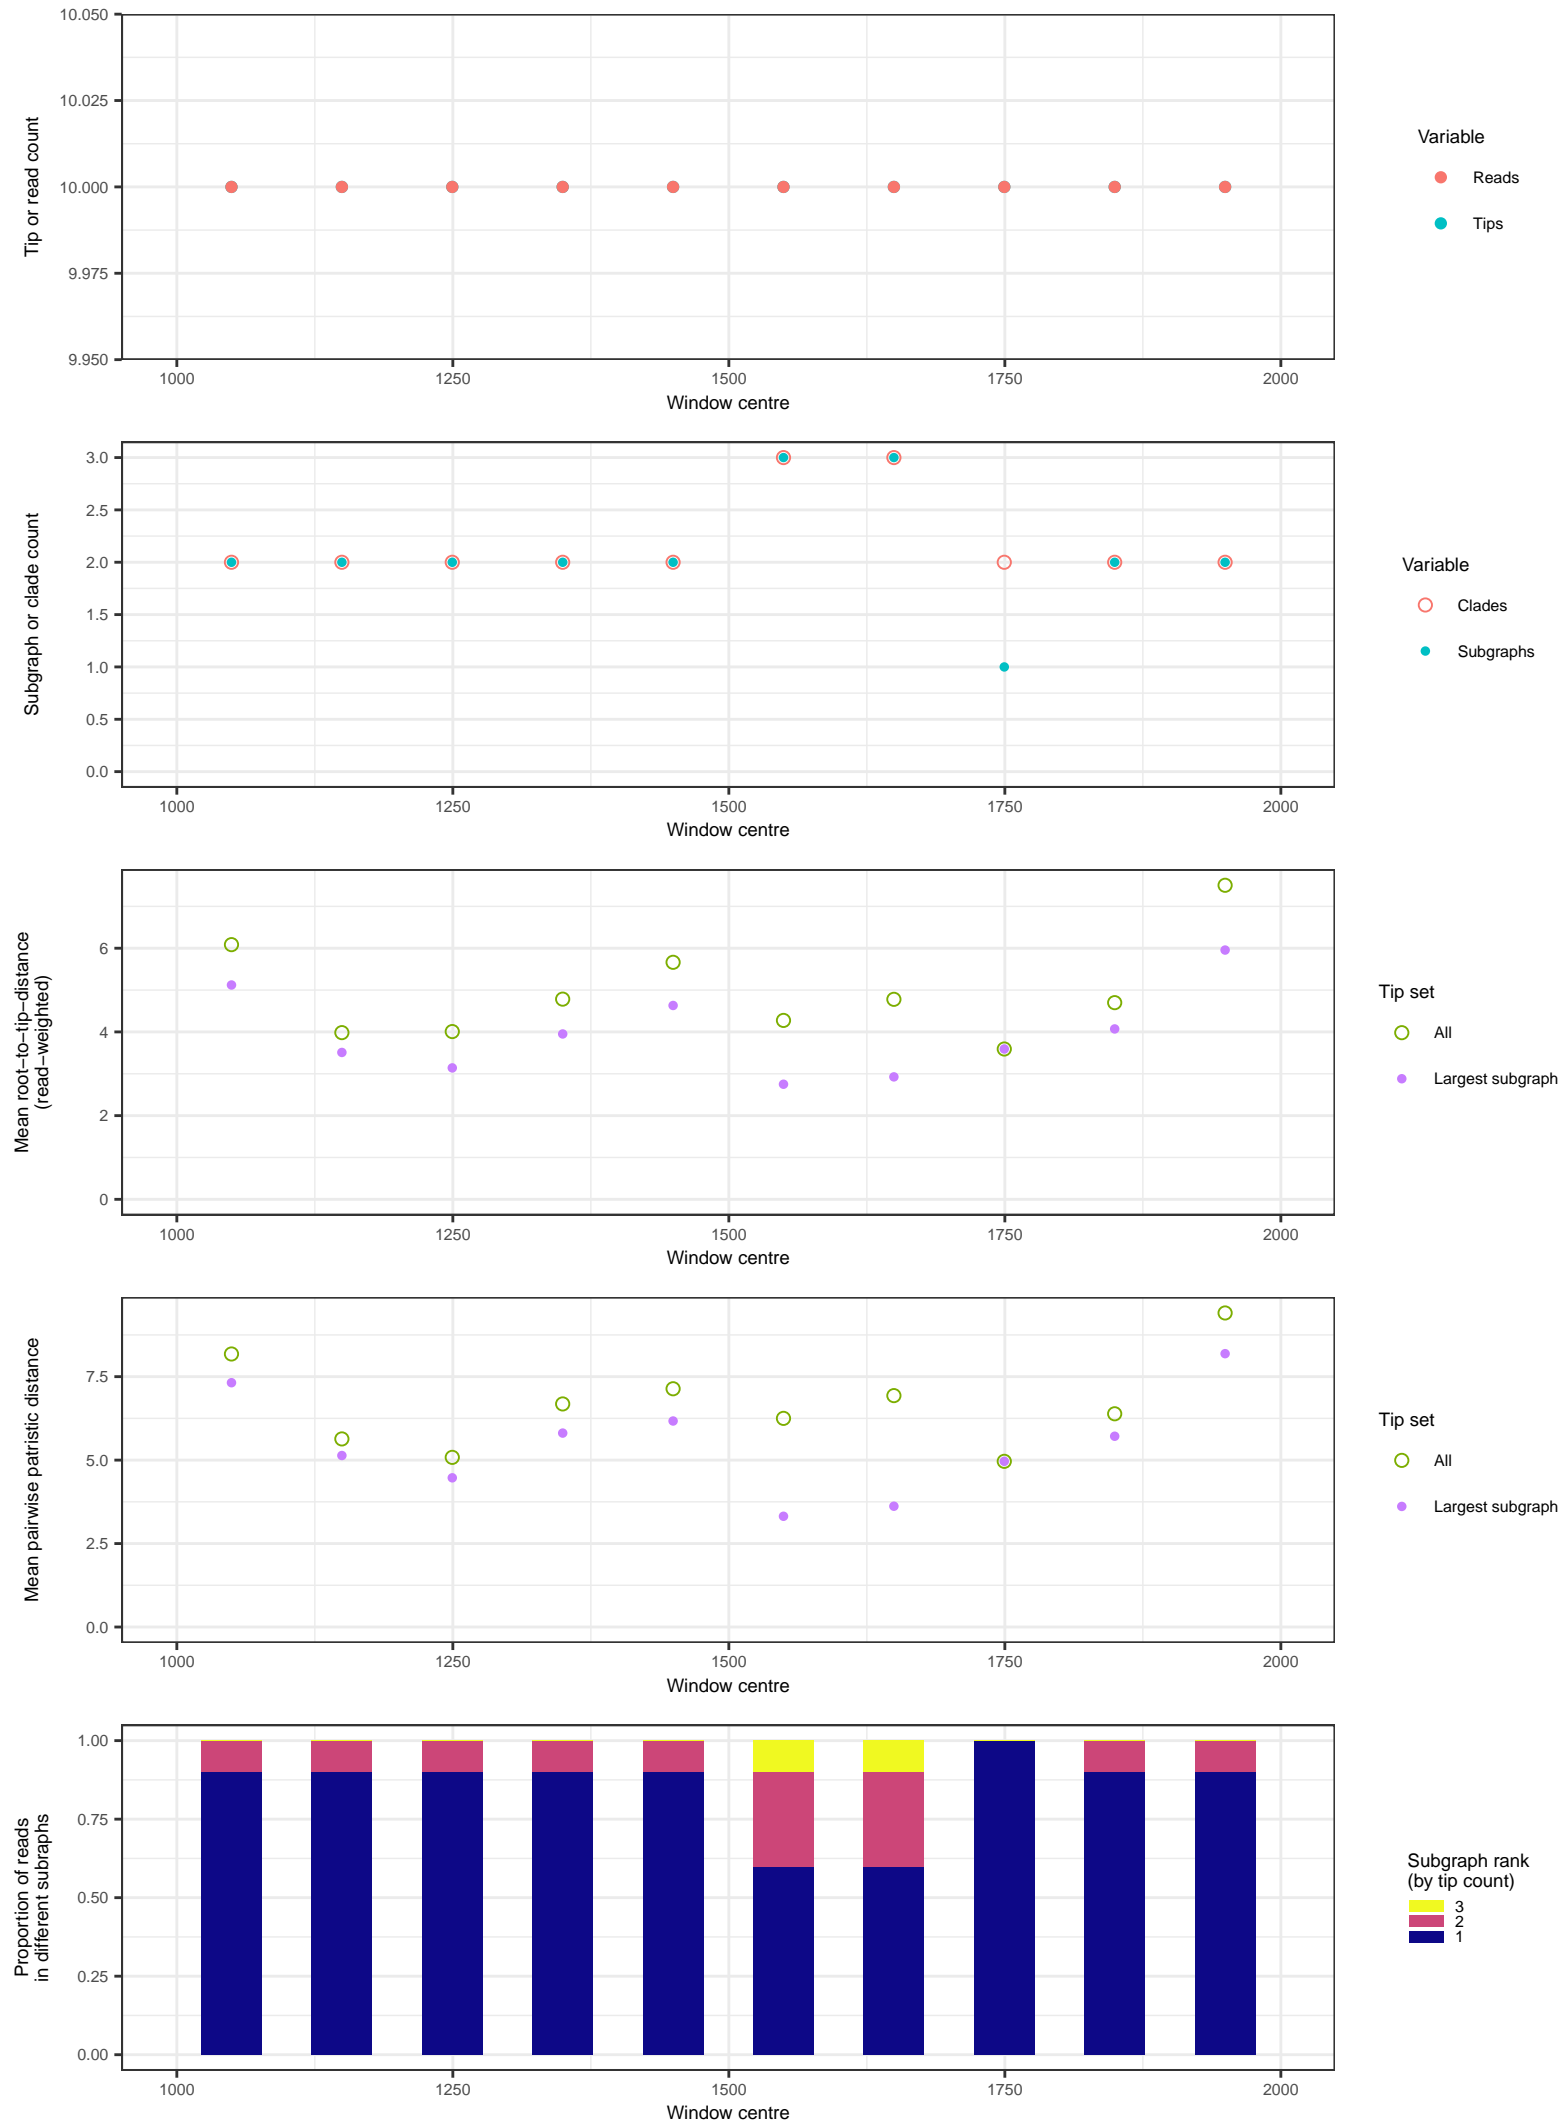 10.050
10.025
10.000
9.975
9.950
Tip or read count
1000 1250 1500 1750 2000
Window centre
Variable
Reads
Tips
3.0
2.5
2.0
1.5
1.0
0.5
0.0
Subgraph or clade count
1000 1250 1500 1750 2000
Window centre
Variable
Clades
Subgraphs
6
4
2
0
Mean root−to−tip−distance
(read−weighted)
1000 1250 1500 1750 2000
Window centre
Tip set
All
Largest subgraph
7.5
5.0
2.5
0.0
Mean pairwise patristic distance
1000 1250 1500 1750 2000
Window centre
Tip set
All
Largest subgraph
1.00
0.75
0.50
0.25
0.00
Proportion of reads
in different subraphs
1000 1250 1500 1750 2000
Window centre
Subgraph rank
(by tip count)
3
2
1